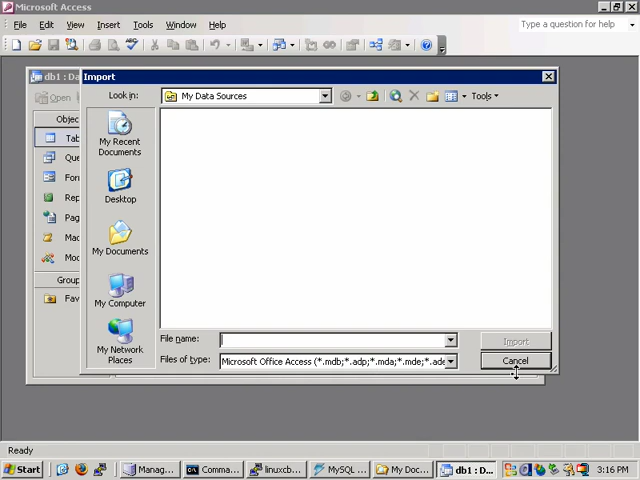 Microsoft Access
File Edit View Insert Tools Window Help
Type a question for help
db1 : Da
Import
Open
Look in:
My Data Sources
Tools
Objec
Tab
Que
For
Rep
Pag
Mac
Mod
Group
Fav
My Recent
Documents
Desktop
My Documents
My Computer
My Network
Places
File name:
Import
Files of type:
Microsoft Office Access (*.mdb;*.adp;*.mda;*.mde;*.ade
Cancel
Ready
Start
Manag...
Comma...
linuxcb...
MySQL ...
My Doc...
db1 : D...
3:16 PM